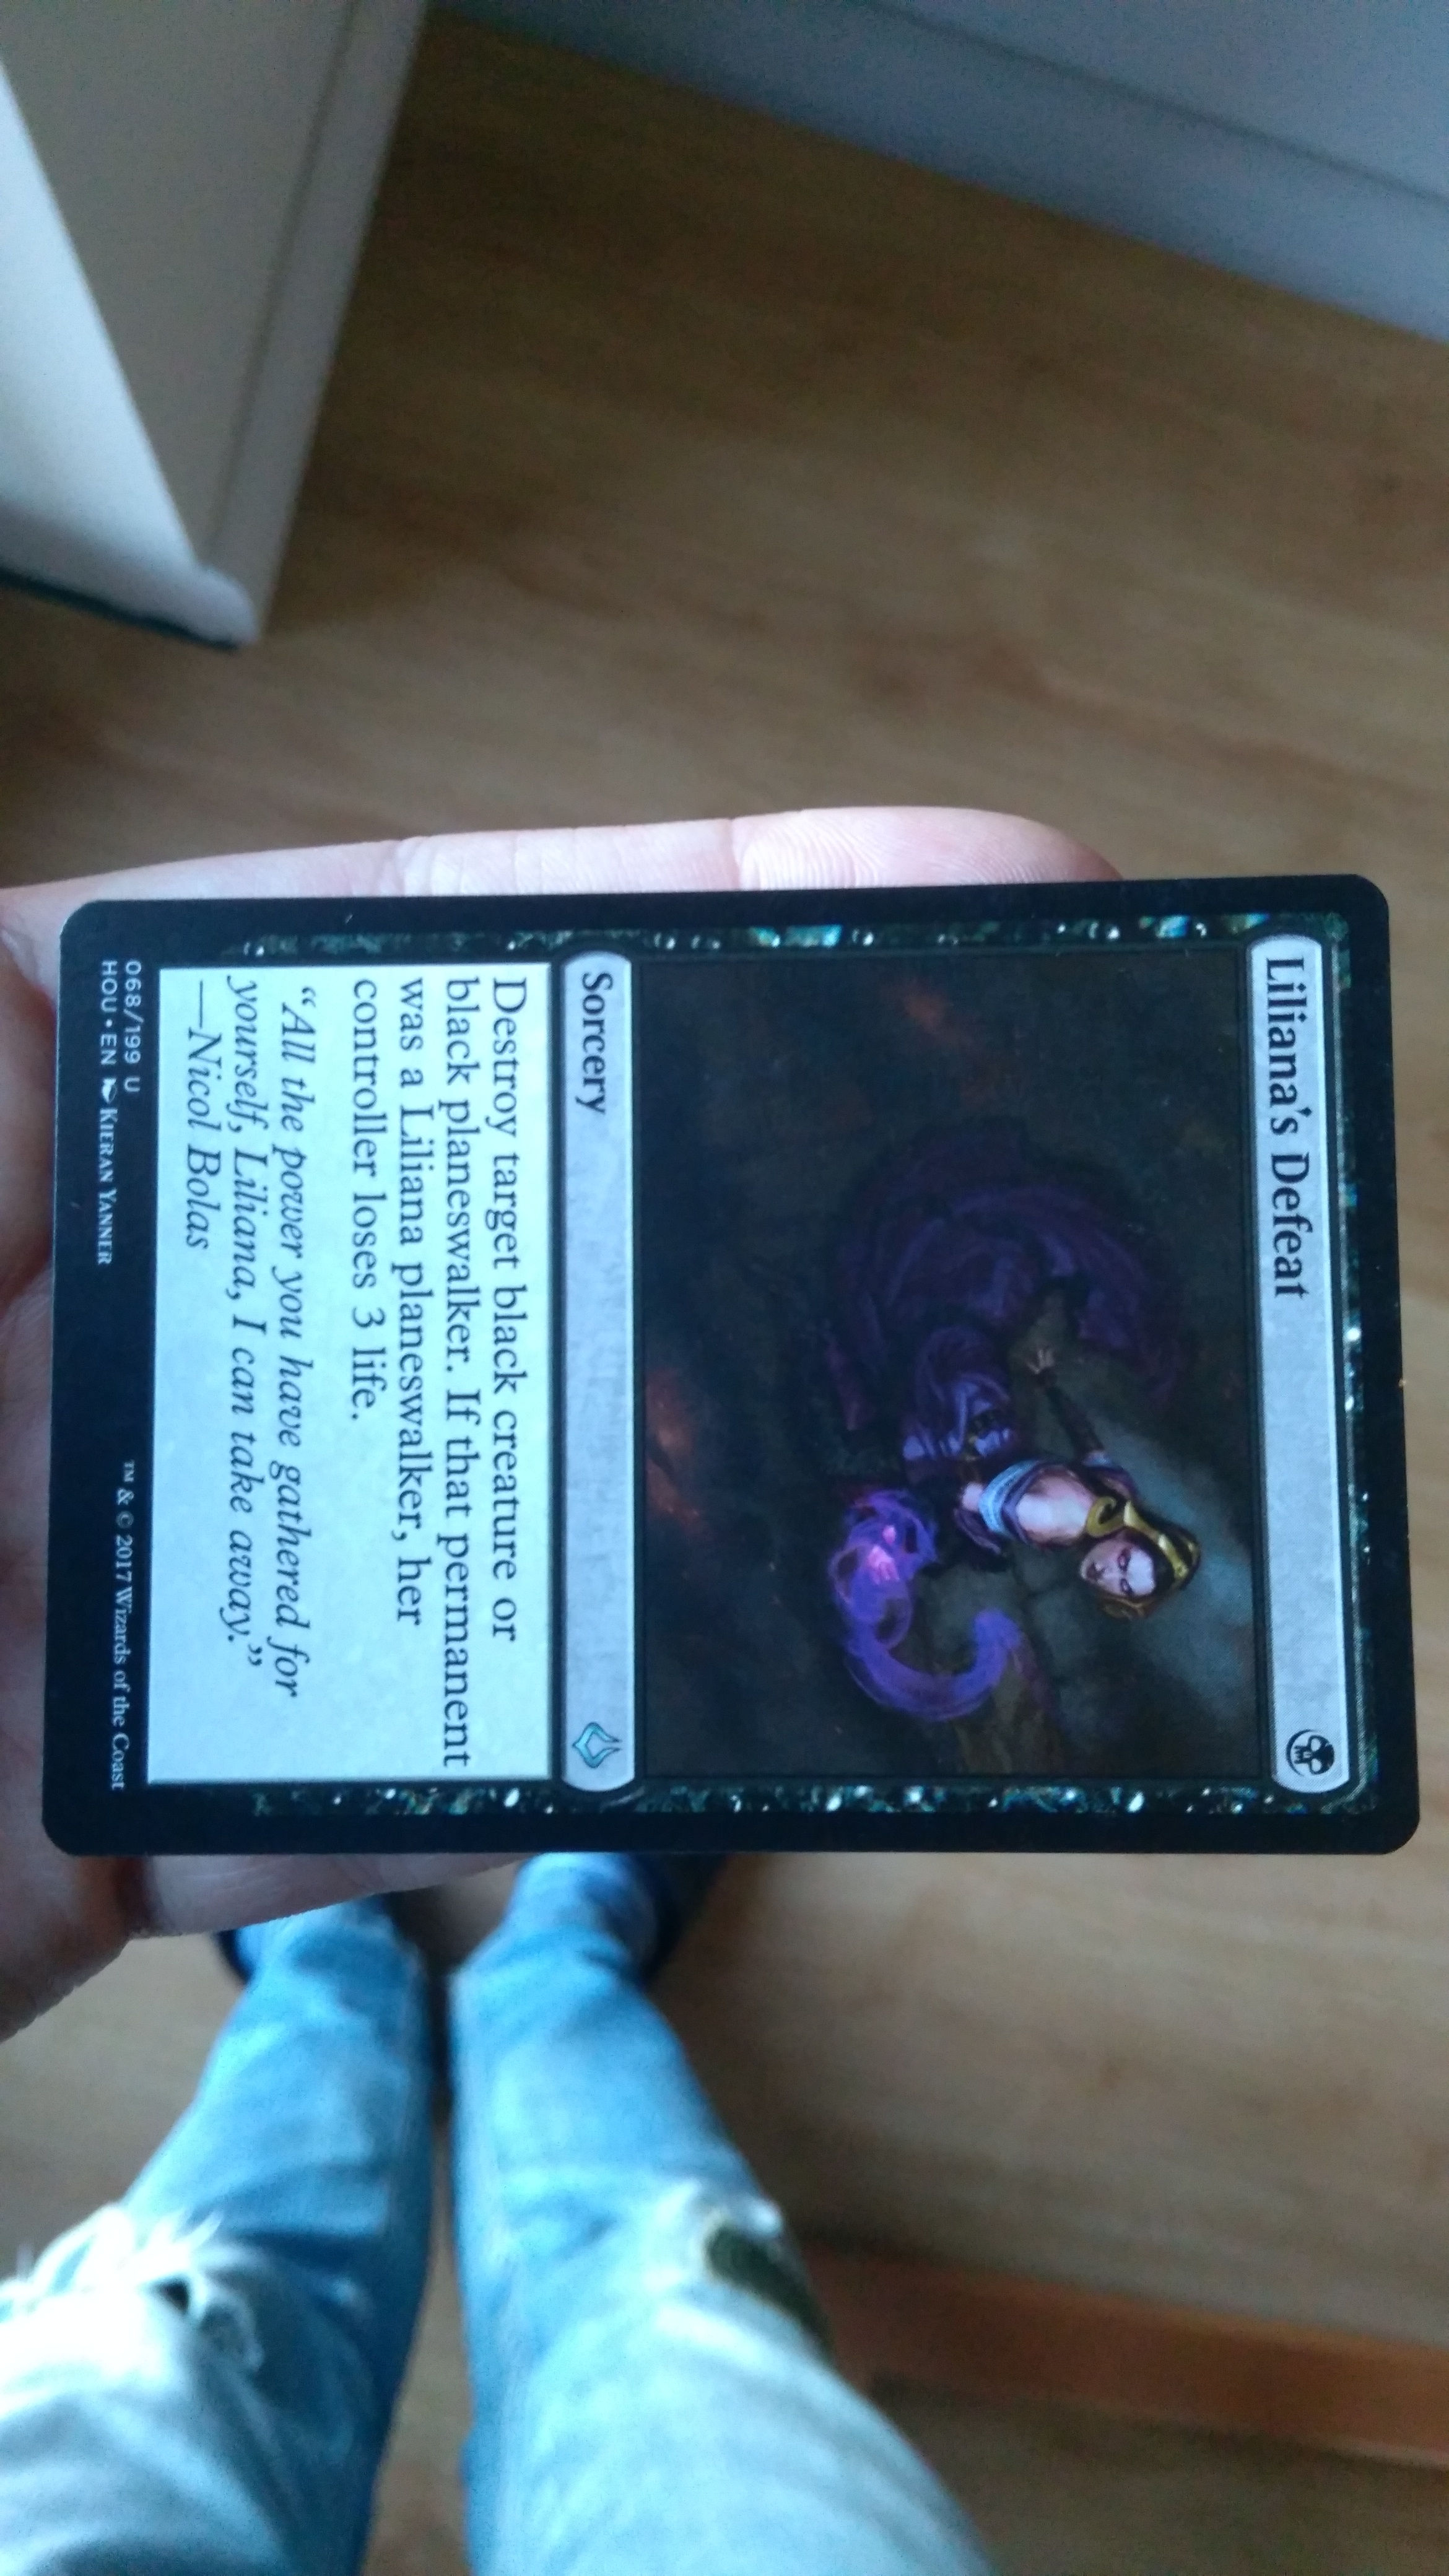 Liliana's Defeat
Sorcery
Destroy target black creature or
black planeswalker. If that permanent
was a Liliana planeswalker, her
controller loses 3 life.
“All the power you have gathered for
yourself, Liliana, I can take away.”
—Nicol Bolas
068/199 U
HOU • EN KIERAN YANNER
™ & © 2017 Wizards of the Coast